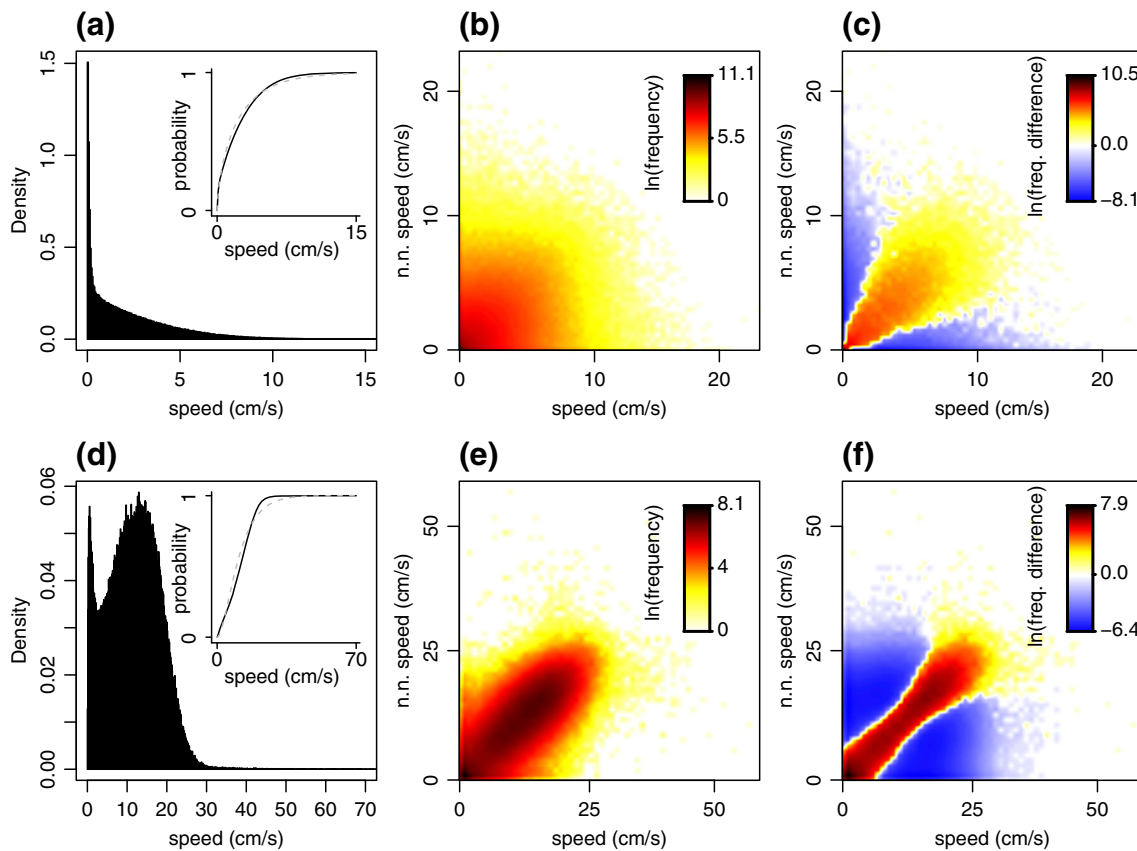 (a)
Density
0.0
0.5
1.0
1.5
0
5
10
15
speed (cm/s)
probability
0
1
0
15
speed (cm/s)
(b)
n.n. speed (cm/s)
0
10
20
0
10
20
speed (cm/s)
ln(frequency)
11.1
5.5
0
(c)
n.n. speed (cm/s)
0
10
20
0
10
20
speed (cm/s)
ln(freq. difference)
10.5
0.0
−8.1
(d)
Density
0.00
0.02
0.04
0.06
0
10
20
30
40
50
60
70
speed (cm/s)
probability
0
1
0
70
speed (cm/s)
(e)
n.n. speed (cm/s)
0
25
50
0
25
50
speed (cm/s)
ln(frequency)
8.1
4
0
(f)
n.n. speed (cm/s)
0
25
50
0
25
50
speed (cm/s)
ln(freq. difference)
7.9
0.0
−6.4